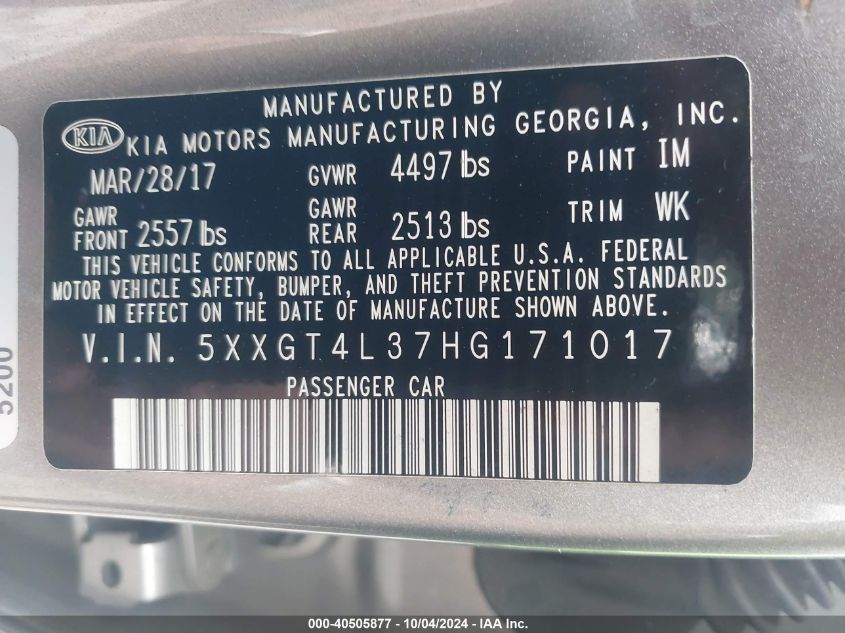 MANUFACTURED BY
KIA KIA MOTORS MANUFACTURING GEORGIA, INC.
MAR/28/17 GVWR 4497 lbs PAINT IM
GAWR FRONT 2557 lbs GAWR REAR 2513 lbs TRIM WK
THIS VEHICLE CONFORMS TO ALL APPLICABLE U.S.A. FEDERAL
MOTOR VEHICLE SAFETY, BUMPER, AND THEFT PREVENTION STANDARDS
IN EFFECT ON THE DATE OF MANUFACTURE SHOWN ABOVE.
V.I.N. 5XXGT4L37HG171017
PASSENGER CAR
5200
000-40505877 - 10/04/2024 - IAA Inc.